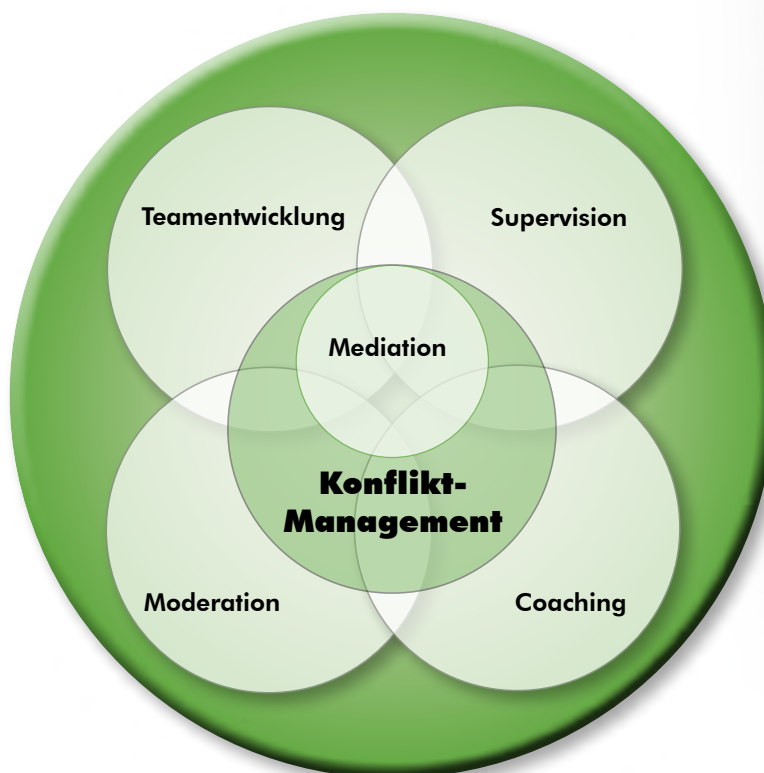 Teamentwicklung
Supervision
Mediation
Konflikt-
Management
Moderation
Coaching